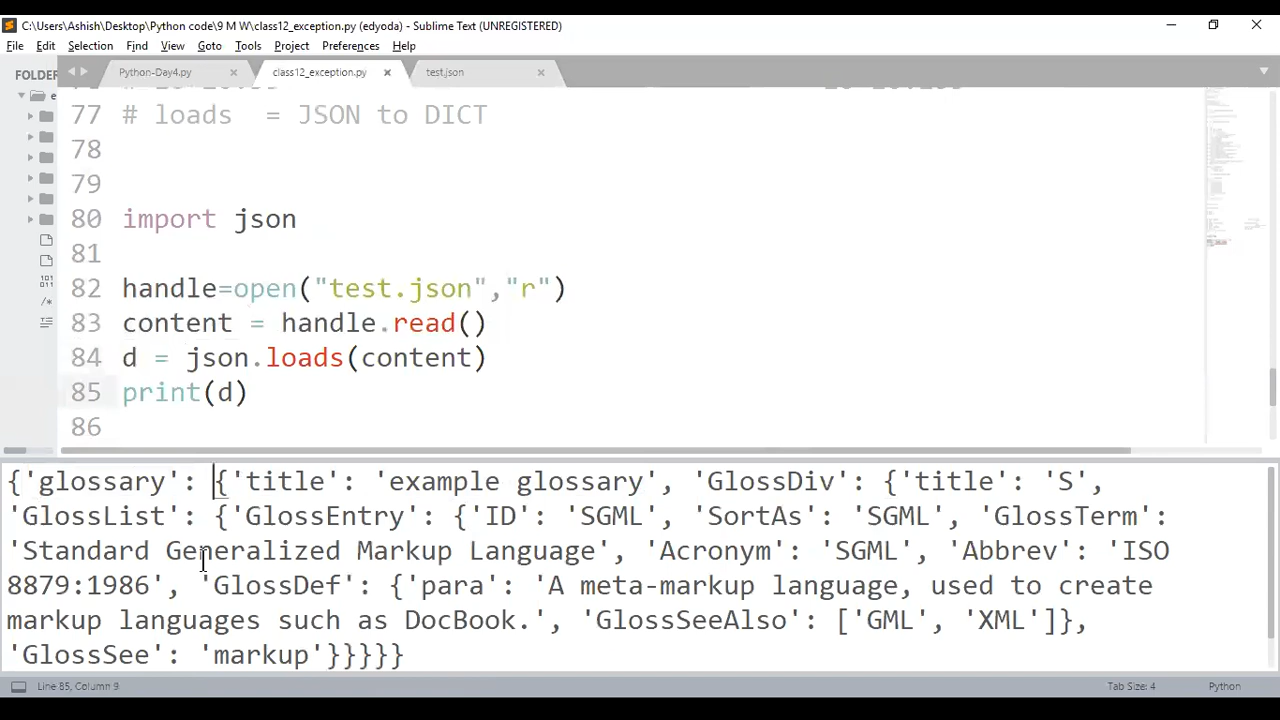 C:\Users\Ashish\Desktop\Python code\9 M W\class12_exception.py (edyoda) - Sublime Text (UNREGISTERED)
File Edit Selection Find View Goto Tools Project Preferences Help
FOLDER Python-Day4.py class12_exception.py test.json
e
77 # loads = JSON to DICT
78
79
80 import json
81
82 handle=open("test.json","r")
83 content = handle.read()
84 d = json.loads(content)
85 print(d)
86
{'glossary': {'title': 'example glossary', 'GlossDiv': {'title': 'S',
'GlossList': {'GlossEntry': {'ID': 'SGML', 'SortAs': 'SGML', 'GlossTerm':
'Standard Generalized Markup Language', 'Acronym': 'SGML', 'Abbrev': 'ISO
8879:1986', 'GlossDef': {'para': 'A meta-markup language, used to create
markup languages such as DocBook.', 'GlossSeeAlso': ['GML', 'XML']},
'GlossSee': 'markup'}}}}}
Line 85, Column 9 Tab Size: 4 Python